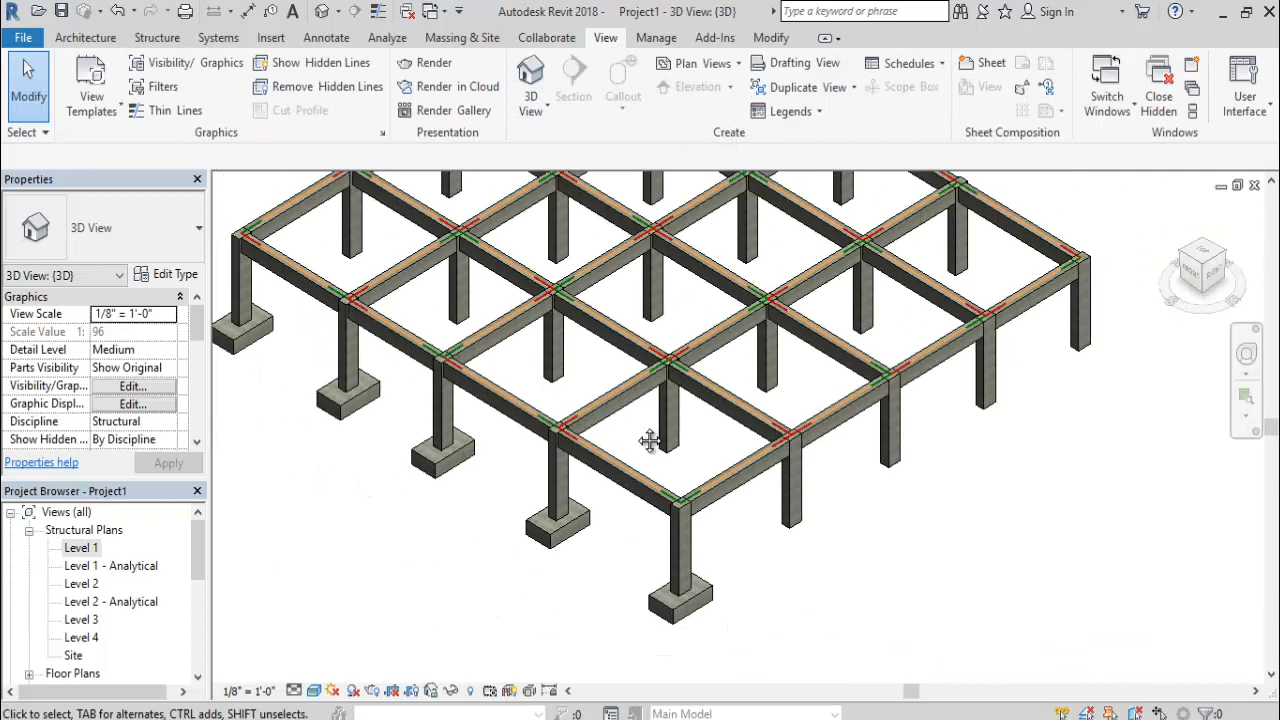 Autodesk Revit 2018 - Project1 - 3D View: {3D}
Type a keyword or phrase
Sign In
File Architecture Structure Systems Insert Annotate Analyze Massing & Site Collaborate View Manage Add-Ins Modify
Modify
View
Templates
Visibility/ Graphics
Filters
Thin Lines
Show Hidden Lines
Remove Hidden Lines
Cut Profile
Render
Render in Cloud
Render Gallery
3D
View
Section
Callout
Plan Views
Elevation
Drafting View
Duplicate View
Legends
Schedules
Scope Box
Sheet
View
Switch
Windows
Close
Hidden
User
Interface
Select Graphics Presentation Create Sheet Composition Windows
Properties
3D View
3D View: {3D} Edit Type
Graphics
View Scale 1/8" = 1'-0"
Scale Value 1: 96
Detail Level Medium
Parts Visibility Show Original
Visibility/Grap... Edit...
Graphic Displ... Edit...
Discipline Structural
Show Hidden ... By Discipline
Properties help Apply
Project Browser - Project1
Views (all)
Structural Plans
Level 1
Level 1 - Analytical
Level 2
Level 2 - Analytical
Level 3
Level 4
Site
Floor Plans
TOP
FRONT
RIGHT
1/8" = 1'-0"
Click to select, TAB for alternates, CTRL adds, SHIFT unselects.
:0
Main Model
:0